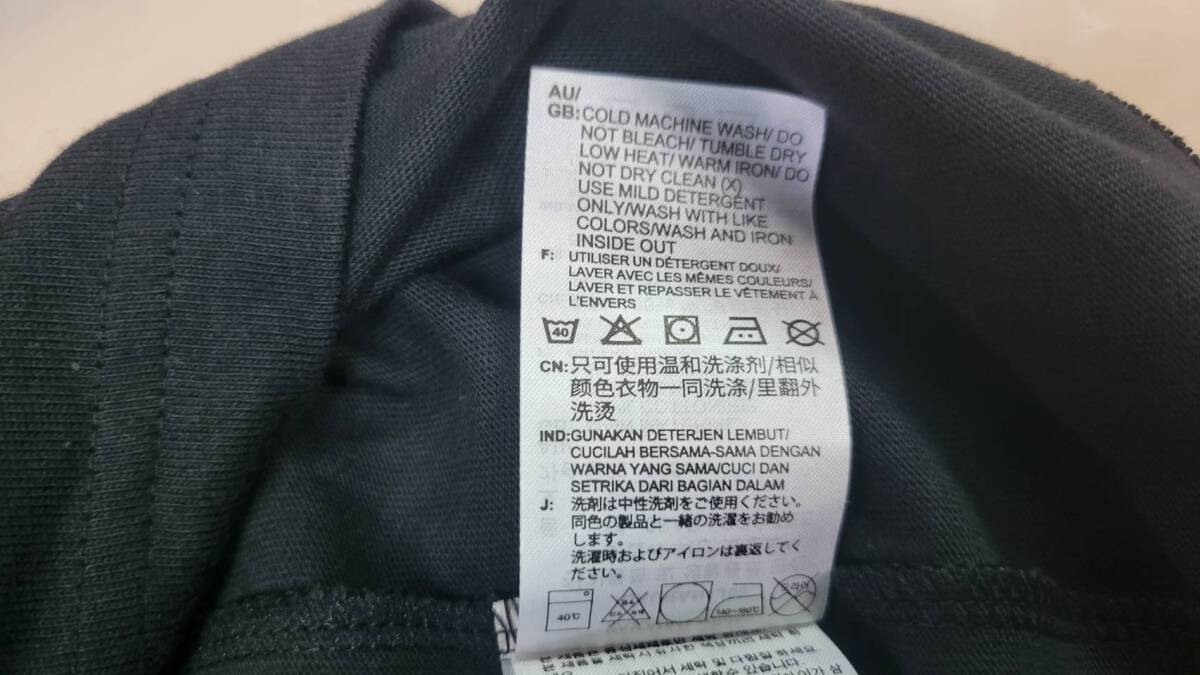 AU/
GB: COLD MACHINE WASH/ DO
NOT BLEACH/ TUMBLE DRY
LOW HEAT/ WARM IRON/ DO
NOT DRY CLEAN (X)
USE MILD DETERGENT
ONLY/WASH WITH LIKE
COLORS/WASH AND IRON
INSIDE OUT
F: UTILISER UN DÉTERGENT DOUX/
LAVER AVEC LES MÊMES COULEURS/
LAVER ET REPASSER LE VÊTEMENT À
L'ENVERS
40
CN: 只可使用温和洗涤剂/相似
颜色衣物一同洗涤/里翻外
洗烫
IND: GUNAKAN DETERJEN LEMBUT/
CUCILAH BERSAMA-SAMA DENGAN
WARNA YANG SAMA/CUCI DAN
SETRIKA DARI BAGIAN DALAM
J: 洗剤は中性洗剤をご使用ください。
同色の製品と一緒の洗濯をお勧め
します。
洗濯時およびアイロンは裏返してく
ださい。
40℃ 140~160℃ 드라이